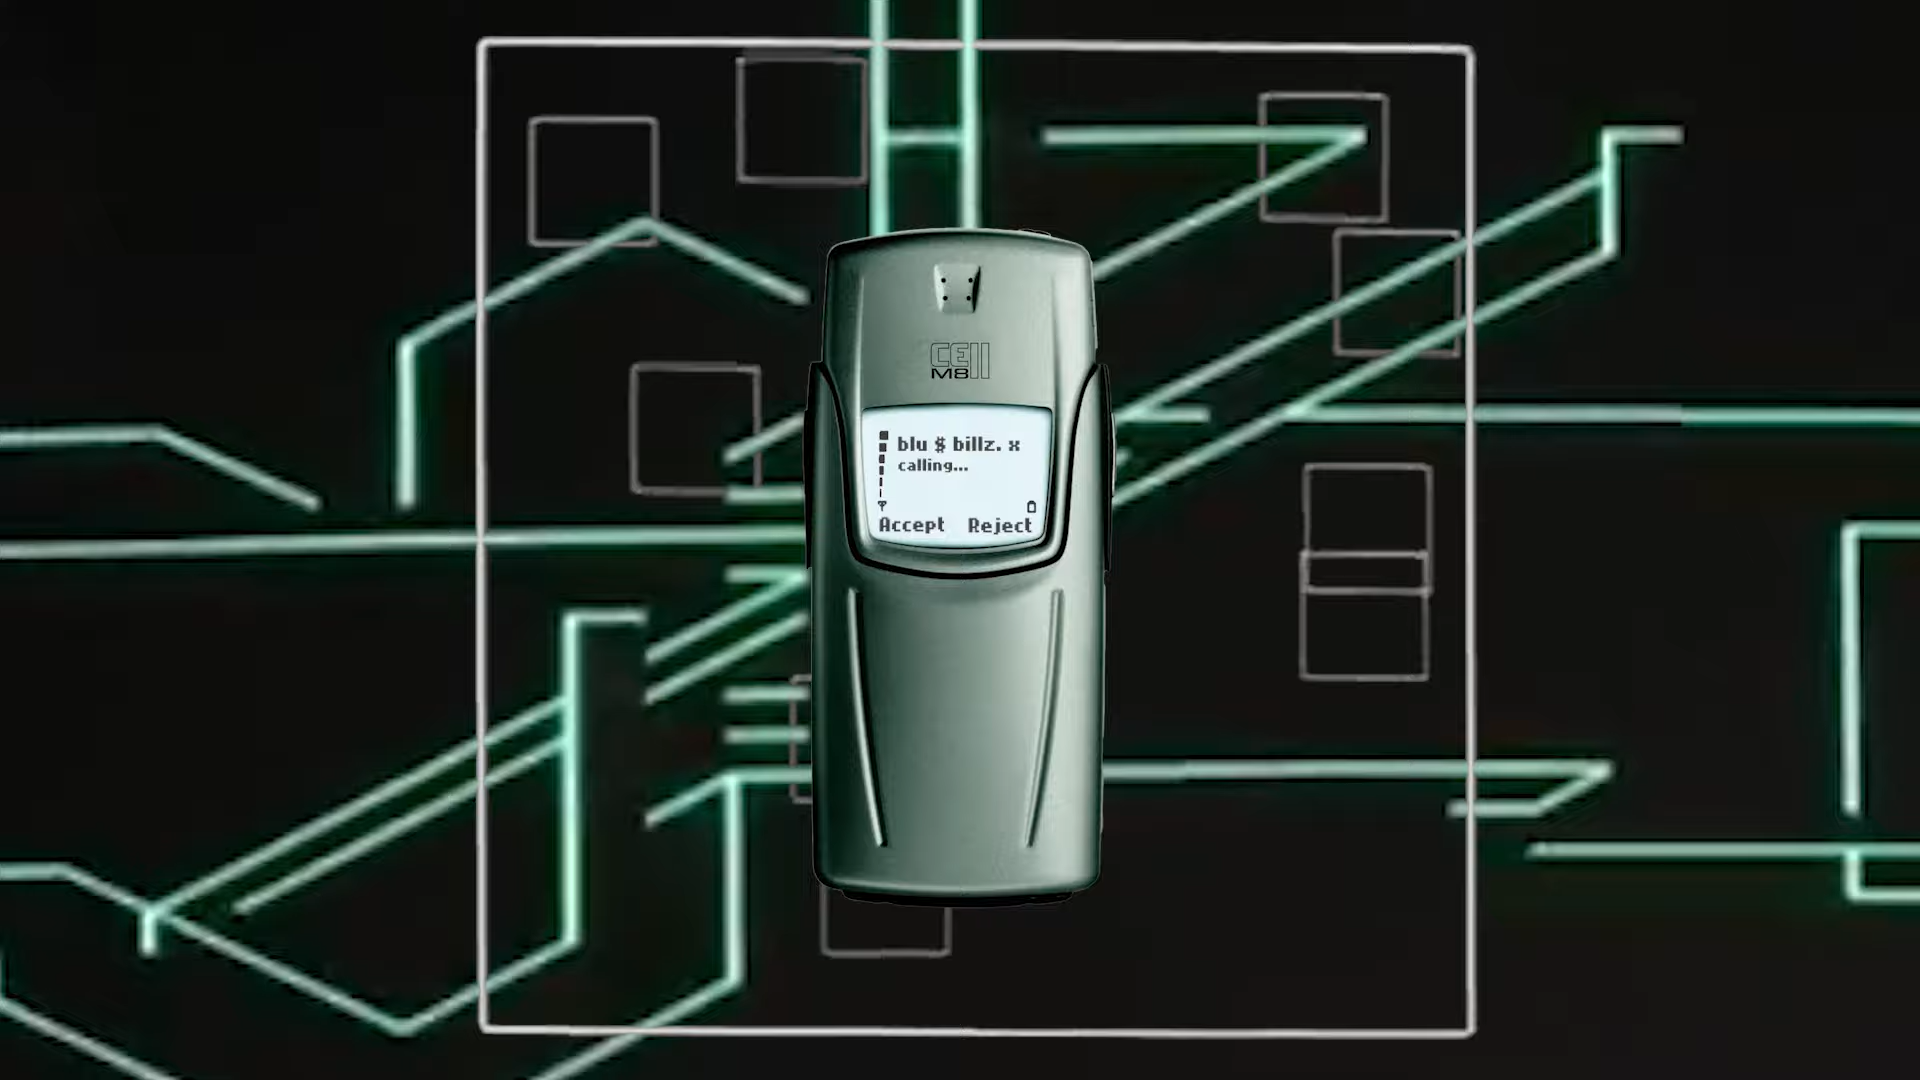 CEll
M8
blu $ billz. x
calling...
Accept Reject